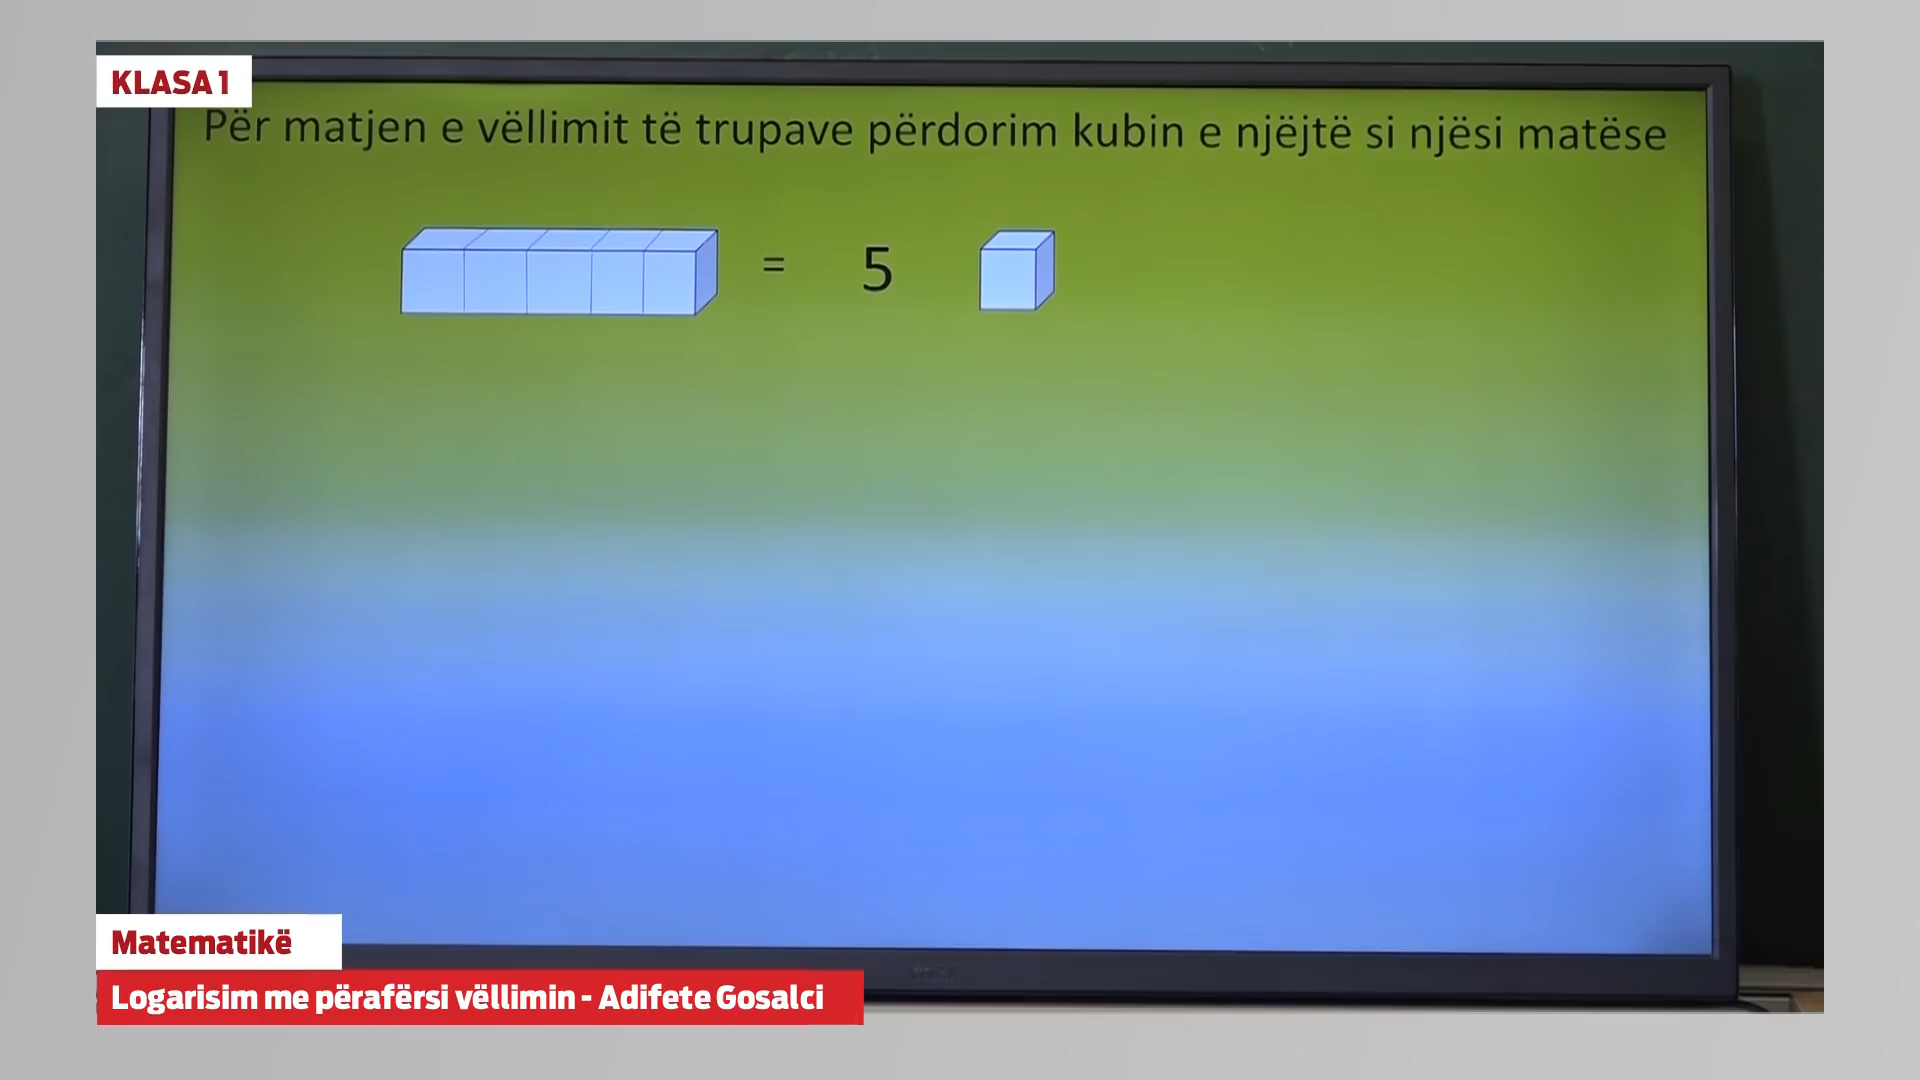 KLASA 1
Për matjen e vëllimit të trupave përdorim kubin e njëjtë si njësi matëse
= 5
Matematikë
Logarisim me përafërsi vëllimin - Adifete Gosalci